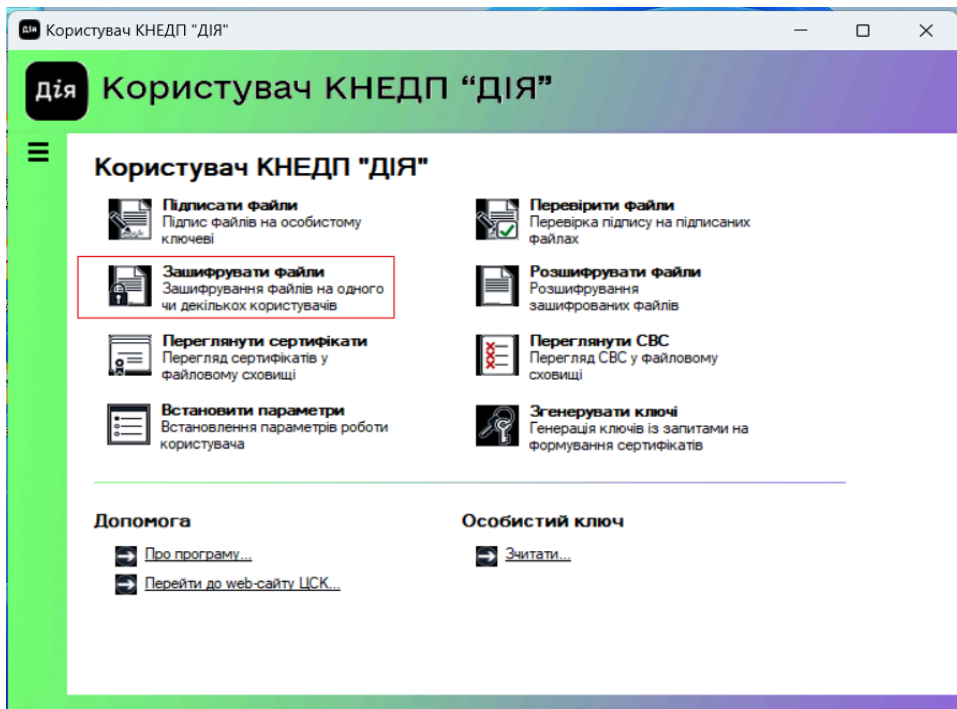 Дія Користувач КНЕДП "ДІЯ"
Дія Користувач КНЕДП “ДІЯ”
Користувач КНЕДП "ДІЯ"
Підписати файли
Підпис файлів на особистому
ключеві
Перевірити файли
Перевірка підпису на підписаних
файлах
Зашифрувати файли
Зашифрування файлів на одного
чи декількох користувачів
Розшифрувати файли
Розшифрування
зашифрованих файлів
Переглянути сертифікати
Перегляд сертифікатів у
файловому сховищі
Переглянути СВС
Перегляд СВС у файловому
сховищі
Встановити параметри
Встановлення параметрів роботи
користувача
Згенерувати ключі
Генерація ключів із запитами на
формування сертифікатів
Допомога
Про програму...
Перейти до web-сайту ЦСК...
Особистий ключ
Зчитати...